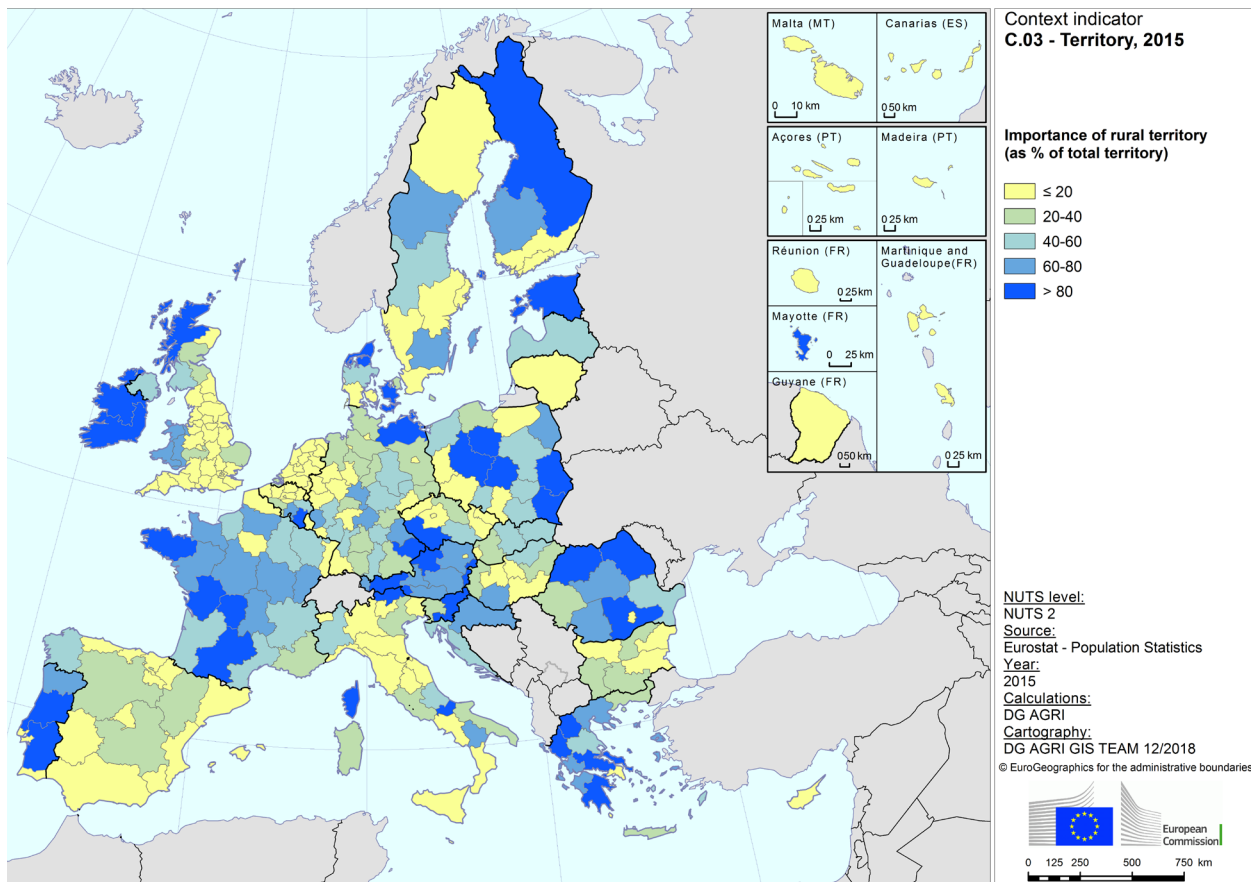 Malta (MT)
0 10 km
Canarias (ES)
0 50 km
Açores (PT)
0 25 km
Madeira (PT)
0 25 km
Réunion (FR)
0 25 km
Martinique and
Guadeloupe(FR)
Mayotte (FR)
0 25 km
Guyane (FR)
0 50 km
0 25 km
Context indicator
C.03 - Territory, 2015
Importance of rural territory
(as % of total territory)
≤ 20
20-40
40-60
60-80
> 80
NUTS level:
NUTS 2
Source:
Eurostat - Population Statistics
Year:
2015
Calculations:
DG AGRI
Cartography:
DG AGRI GIS TEAM 12/2018
© EuroGeographics for the administrative boundaries
European
Commission
0 125 250 500 750 km